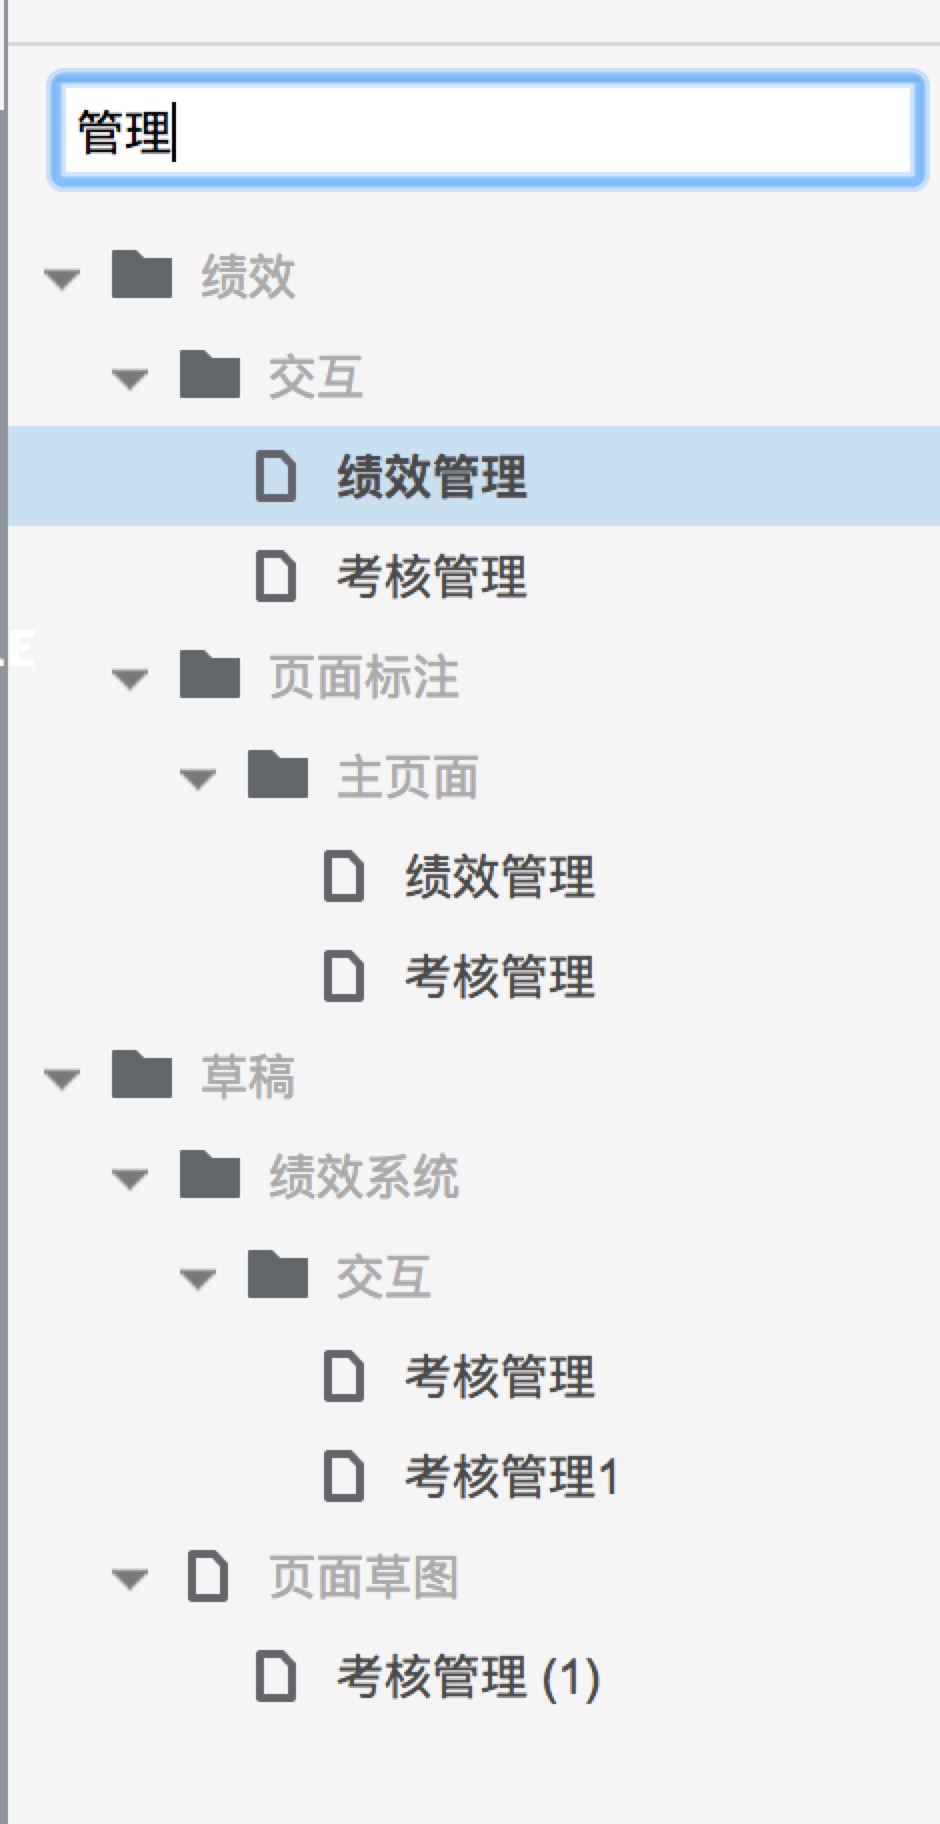 管理
绩效
交互
绩效管理
考核管理
E
页面标注
主页面
绩效管理
考核管理
草稿
绩效系统
交互
考核管理
考核管理1
页面草图
考核管理 (1)